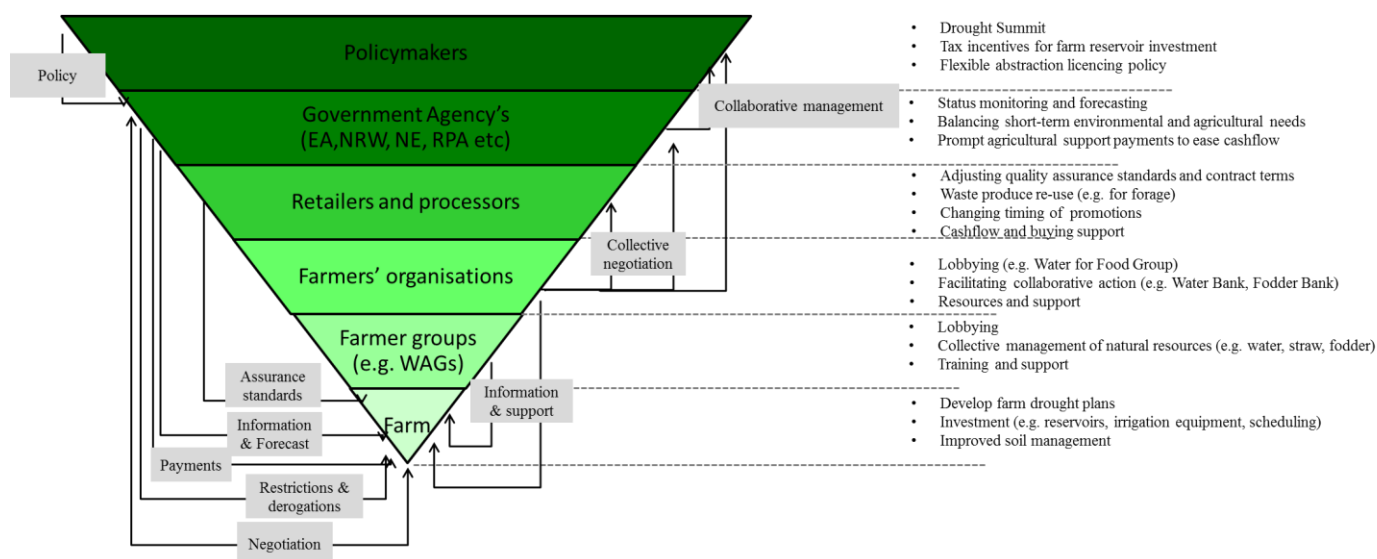 Policymakers
Government Agency's
(EA,NRW, NE, RPA etc)
Retailers and processors
Farmers' organisations
Farmer groups
(e.g. WAGs)
Farm
Policy
Assurance
standards
Information
& Forecast
Payments
Restrictions &
derogations
Negotiation
Collaborative management
Collective
negotiation
Information
& support
• Drought Summit
• Tax incentives for farm reservoir investment
• Flexible abstraction licencing policy
• Status monitoring and forecasting
• Balancing short-term environmental and agricultural needs
• Prompt agricultural support payments to ease cashflow
• Adjusting quality assurance standards and contract terms
• Waste produce re-use (e.g. for forage)
• Changing timing of promotions
• Cashflow and buying support
• Lobbying (e.g. Water for Food Group)
• Facilitating collaborative action (e.g. Water Bank, Fodder Bank)
• Resources and support
• Lobbying
• Collective management of natural resources (e.g. water, straw, fodder)
• Training and support
• Develop farm drought plans
• Investment (e.g. reservoirs, irrigation equipment, scheduling)
• Improved soil management